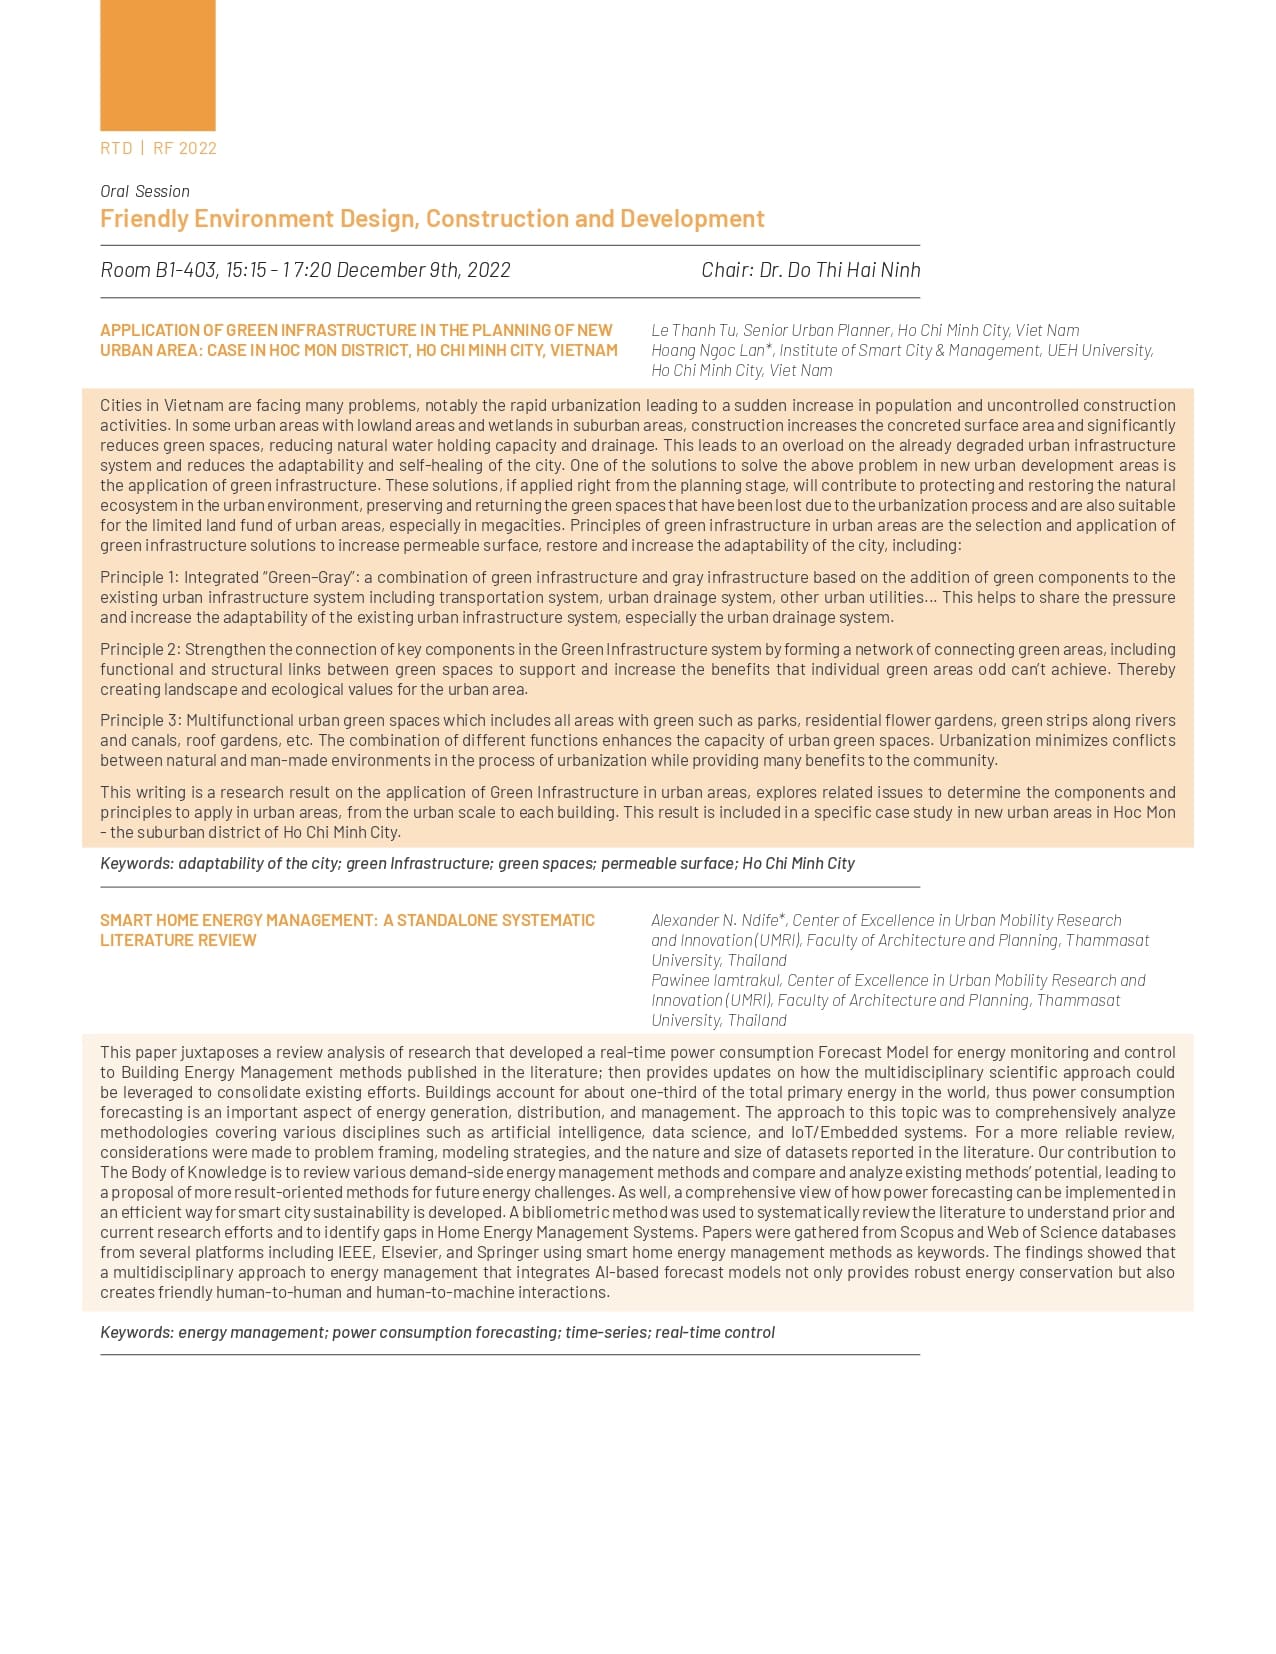 RTD | RF 2022
Oral Session
Friendly Environment Design, Construction and Development
Room B1-403, 15:15 - 1 7:20 December 9th, 2022 Chair: Dr. Do Thi Hai Ninh
APPLICATION OF GREEN INFRASTRUCTURE IN THE PLANNING OF NEW
URBAN AREA: CASE IN HOC MON DISTRICT, HO CHI MINH CITY, VIETNAM
Le Thanh Tu, Senior Urban Planner, Ho Chi Minh City, Viet Nam
Hoang Ngoc Lan*, Institute of Smart City & Management, UEH University,
Ho Chi Minh City, Viet Nam
Cities in Vietnam are facing many problems, notably the rapid urbanization leading to a sudden increase in population and uncontrolled construction
activities. In some urban areas with lowland areas and wetlands in suburban areas, construction increases the concreted surface area and significantly
reduces green spaces, reducing natural water holding capacity and drainage. This leads to an overload on the already degraded urban infrastructure
system and reduces the adaptability and self-healing of the city. One of the solutions to solve the above problem in new urban development areas is
the application of green infrastructure. These solutions, if applied right from the planning stage, will contribute to protecting and restoring the natural
ecosystem in the urban environment, preserving and returning the green spaces that have been lost due to the urbanization process and are also suitable
for the limited land fund of urban areas, especially in megacities. Principles of green infrastructure in urban areas are the selection and application of
green infrastructure solutions to increase permeable surface, restore and increase the adaptability of the city, including:
Principle 1: Integrated “Green–Gray”: a combination of green infrastructure and gray infrastructure based on the addition of green components to the
existing urban infrastructure system including transportation system, urban drainage system, other urban utilities... This helps to share the pressure
and increase the adaptability of the existing urban infrastructure system, especially the urban drainage system.
Principle 2: Strengthen the connection of key components in the Green Infrastructure system by forming a network of connecting green areas, including
functional and structural links between green spaces to support and increase the benefits that individual green areas odd can’t achieve. Thereby
creating landscape and ecological values for the urban area.
Principle 3: Multifunctional urban green spaces which includes all areas with green such as parks, residential flower gardens, green strips along rivers
and canals, roof gardens, etc. The combination of different functions enhances the capacity of urban green spaces. Urbanization minimizes conflicts
between natural and man-made environments in the process of urbanization while providing many benefits to the community.
This writing is a research result on the application of Green Infrastructure in urban areas, explores related issues to determine the components and
principles to apply in urban areas, from the urban scale to each building. This result is included in a specific case study in new urban areas in Hoc Mon
- the suburban district of Ho Chi Minh City.
Keywords: adaptability of the city; green Infrastructure; green spaces; permeable surface; Ho Chi Minh City
SMART HOME ENERGY MANAGEMENT: A STANDALONE SYSTEMATIC
LITERATURE REVIEW
Alexander N. Ndife*, Center of Excellence in Urban Mobility Research
and Innovation (UMRI), Faculty of Architecture and Planning, Thammasat
University, Thailand
Pawinee Iamtrakul, Center of Excellence in Urban Mobility Research and
Innovation (UMRI), Faculty of Architecture and Planning, Thammasat
University, Thailand
This paper juxtaposes a review analysis of research that developed a real-time power consumption Forecast Model for energy monitoring and control
to Building Energy Management methods published in the literature; then provides updates on how the multidisciplinary scientific approach could
be leveraged to consolidate existing efforts. Buildings account for about one-third of the total primary energy in the world, thus power consumption
forecasting is an important aspect of energy generation, distribution, and management. The approach to this topic was to comprehensively analyze
methodologies covering various disciplines such as artificial intelligence, data science, and IoT/Embedded systems. For a more reliable review,
considerations were made to problem framing, modeling strategies, and the nature and size of datasets reported in the literature. Our contribution to
The Body of Knowledge is to review various demand-side energy management methods and compare and analyze existing methods’ potential, leading to
a proposal of more result-oriented methods for future energy challenges. As well, a comprehensive view of how power forecasting can be implemented in
an efficient way for smart city sustainability is developed. A bibliometric method was used to systematically review the literature to understand prior and
current research efforts and to identify gaps in Home Energy Management Systems. Papers were gathered from Scopus and Web of Science databases
from several platforms including IEEE, Elsevier, and Springer using smart home energy management methods as keywords. The findings showed that
a multidisciplinary approach to energy management that integrates AI-based forecast models not only provides robust energy conservation but also
creates friendly human-to-human and human-to-machine interactions.
Keywords: energy management; power consumption forecasting; time-series; real-time control